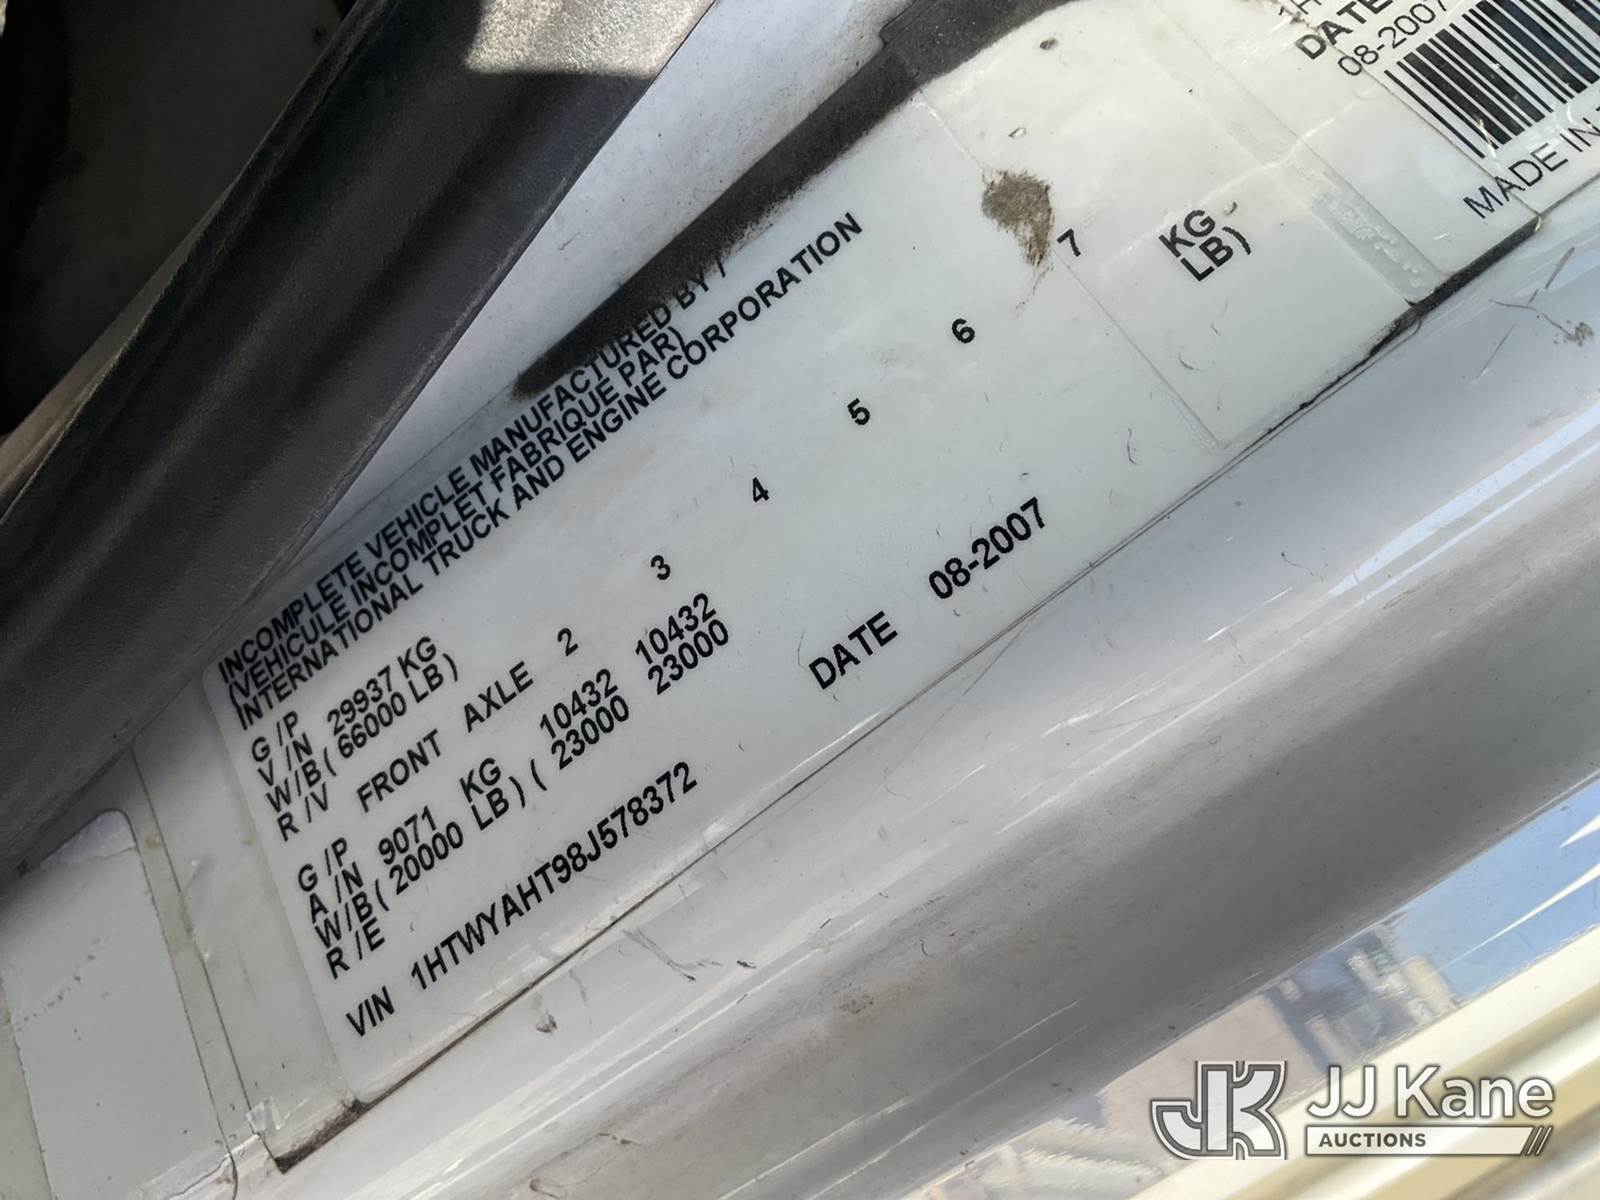 INCOMPLETE VEHICLE MANUFACTURED BY /
(VEHICULE INCOMPLET FABRIQUE PAR)
INTERNATIONAL TRUCK AND ENGINE CORPORATION
G / P
V / N 29937 KG
W/B ( 66000 LB )
R / V FRONT AXLE 2 3 4 5 6 7
G / P
A / N 9071 KG 10432 10432 KG
W/B ( 20000 LB ) ( 23000 23000 LB )
R / E
VIN 1HTWYAHT98J578372 DATE 08-2007
DATE
08-2007
MADE IN
JK JJ Kane
AUCTIONS